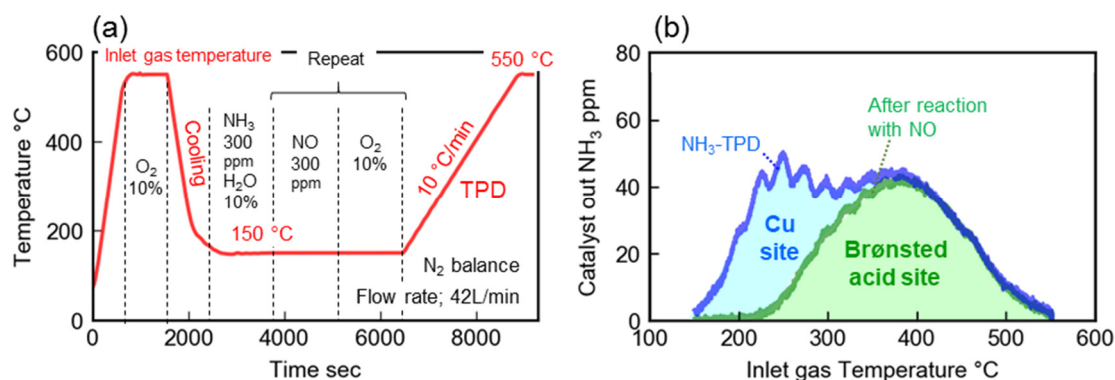 (a)
600
400
200
0
Temperature °C
0
2000
4000
6000
8000
Time sec
Inlet gas temperature
Repeat
550 °C
O₂
10%
Cooling
NH₃
300
ppm
H₂O
10%
NO
300
ppm
O₂
10%
10 °C/min
TPD
150 °C
N₂ balance
Flow rate; 42L/min
(b)
80
60
40
20
0
Catalyst out NH₃ ppm
100
200
300
400
500
600
Inlet gas Temperature °C
After reaction
with NO
NH₃-TPD
Cu
site
Brønsted
acid site